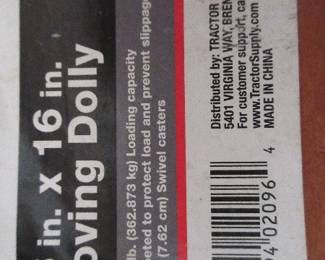 in. x 16 in.
oving Dolly
lb. (362.873 kg) Loading capacity
peted to protect load and prevent slippage
(7.62 cm) Swivel casters
Distributed by: TRACTOR
5401 VIRGINIA WAY, BREN
For customer support, ca
www.TractorSupply.com
MADE IN CHINA
94 02096 4